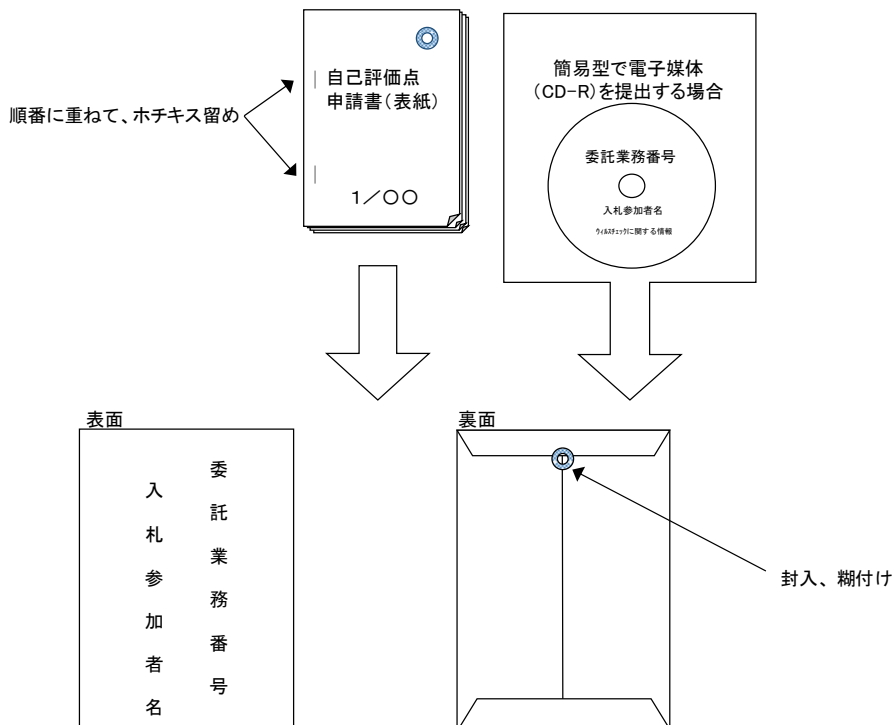 自己評価点
申請書(表紙)
順番に重ねて、ホチキス留め
1/〇〇
簡易型で電子媒体
(CD-R)を提出する場合
委託業務番号
入札参加者名
ウィルスチェックに関する情報
表面
委託業務番号
入札参加者名
裏面
封入、糊付け